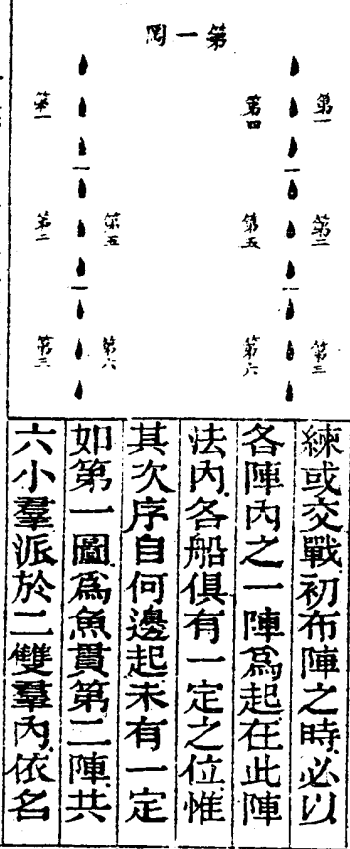 第一圖
第一
第四
第二
第五
第三
第六
第五
第六
第一
第二
第三
練或交戰初布陣之時必以
各陣內之一陣爲起在此陣
法內各船俱有一定之位惟
其次序自何邊起未有一定
如第一圖爲魚貫第二陣共
六小羣派於二雙羣內依名